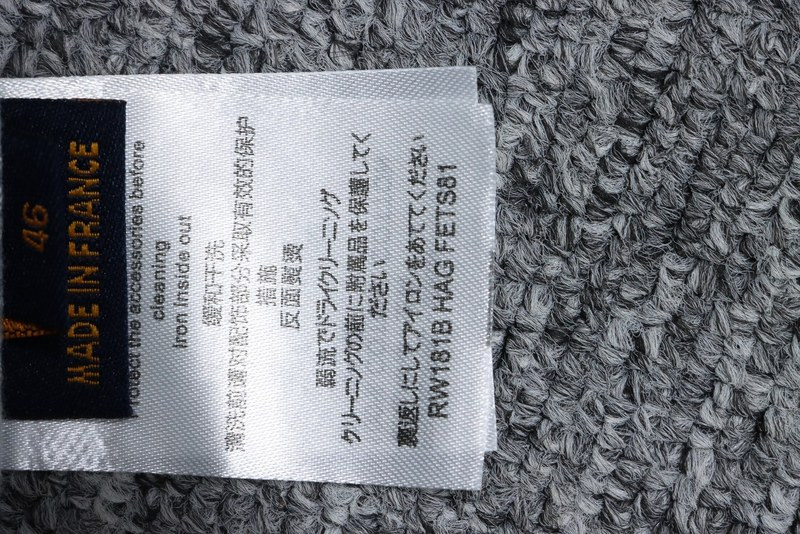 46
MADE IN FRANCE
rotect the accessories before
cleaning
Iron inside out
缓和干洗
清洗前请对配饰部分采取有效的保护
措施
反面熨烫
弱流でドライクリーニング
クリーニングの前に附属品を保護してく
ださい
裏返しにしてアイロンをあててください
RW181B HAG FETS81